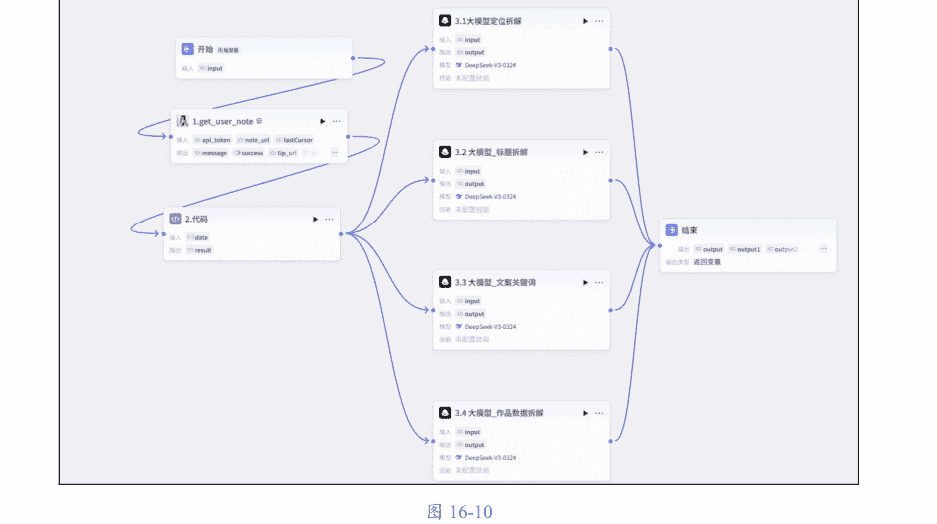 开始
输入 input
1.get_user_note
输入 api_token note_url lastCursor
输出 message success tip_url
2.代码
输入 data
输出 result
3.1大模型定位拆解
输入 input
输出 output
模型 DeepSeek-V3-0324
技能 未配置技能
3.2 大模型_标题拆解
输入 input
输出 output
模型 DeepSeek-V3-0324
技能 未配置技能
3.3 大模型_文案关键词
输入 input
输出 output
模型 DeepSeek-V3-0324
技能 未配置技能
3.4 大模型_作品数据拆解
输入 input
输出 output
模型 DeepSeek-V3-0324
技能 未配置技能
结束
输出 output output1 output2
输出类型 返回变量
图 16-10